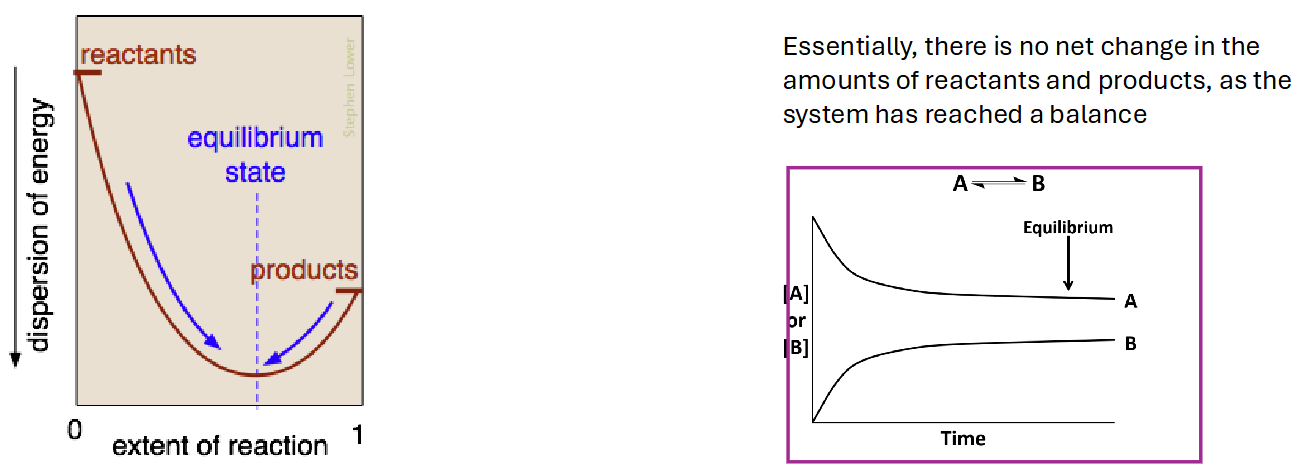 reactants
Stephen Lower
equilibrium
state
products
dispersion of energy
0
1
extent of reaction
Essentially, there is no net change in the
amounts of reactants and products, as the
system has reached a balance
A ⇌ B
Equilibrium
[A]
or
[B]
A
B
Time